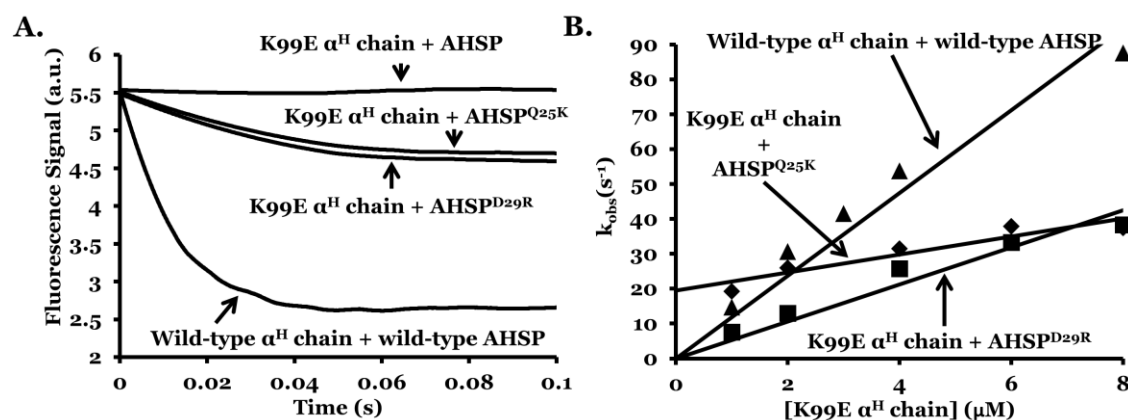 A.
K99E αᴴ chain + AHSP
K99E αᴴ chain + AHSPQ25K
K99E αᴴ chain + AHSPD29R
Wild-type αᴴ chain + wild-type AHSP
Fluorescence Signal (a.u.)
6
5.5
5
4.5
4
3.5
3
2.5
2
0
0.02
0.04
0.06
0.08
0.1
Time (s)
B.
Wild-type αᴴ chain + wild-type AHSP
K99E αᴴ chain
+
AHSPQ25K
K99E αᴴ chain + AHSPD29R
kobs(s⁻¹)
90
80
70
60
50
40
30
20
10
0
0
2
4
6
8
[K99E αᴴ chain] (μM)